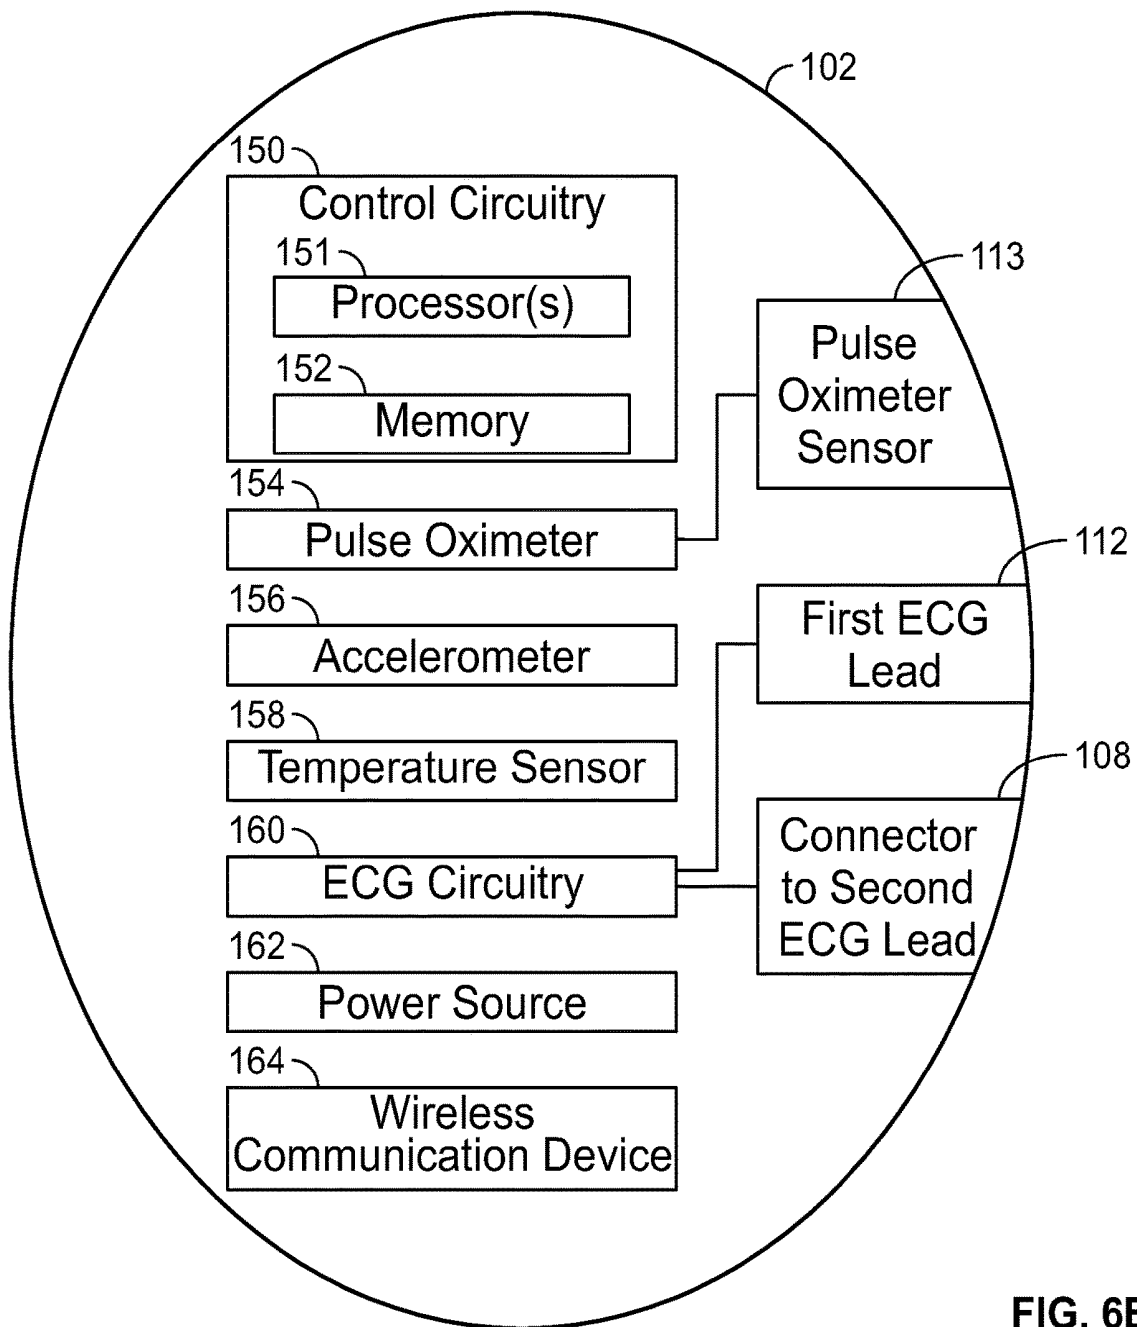 102
150
Control Circuitry
151
Processor(s)
152
Memory
113
Pulse
Oximeter
Sensor
154
Pulse Oximeter
112
First ECG
Lead
156
Accelerometer
158
Temperature Sensor
108
Connector
to Second
ECG Lead
160
ECG Circuitry
162
Power Source
164
Wireless
Communication Device
FIG. 6B